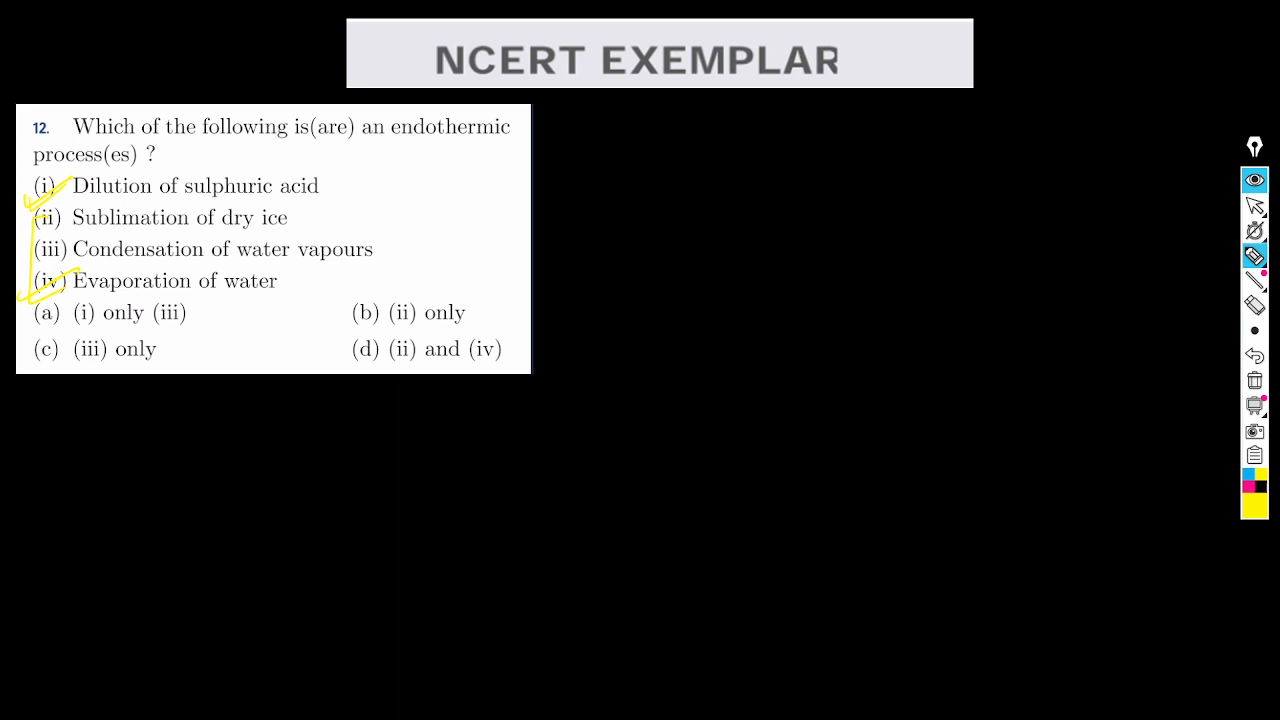 NCERT EXEMPLAR
12. Which of the following is(are) an endothermic
process(es) ?
(i) Dilution of sulphuric acid
(ii) Sublimation of dry ice
(iii) Condensation of water vapours
(iv) Evaporation of water
(a) (i) only (iii) (b) (ii) only
(c) (iii) only (d) (ii) and (iv)